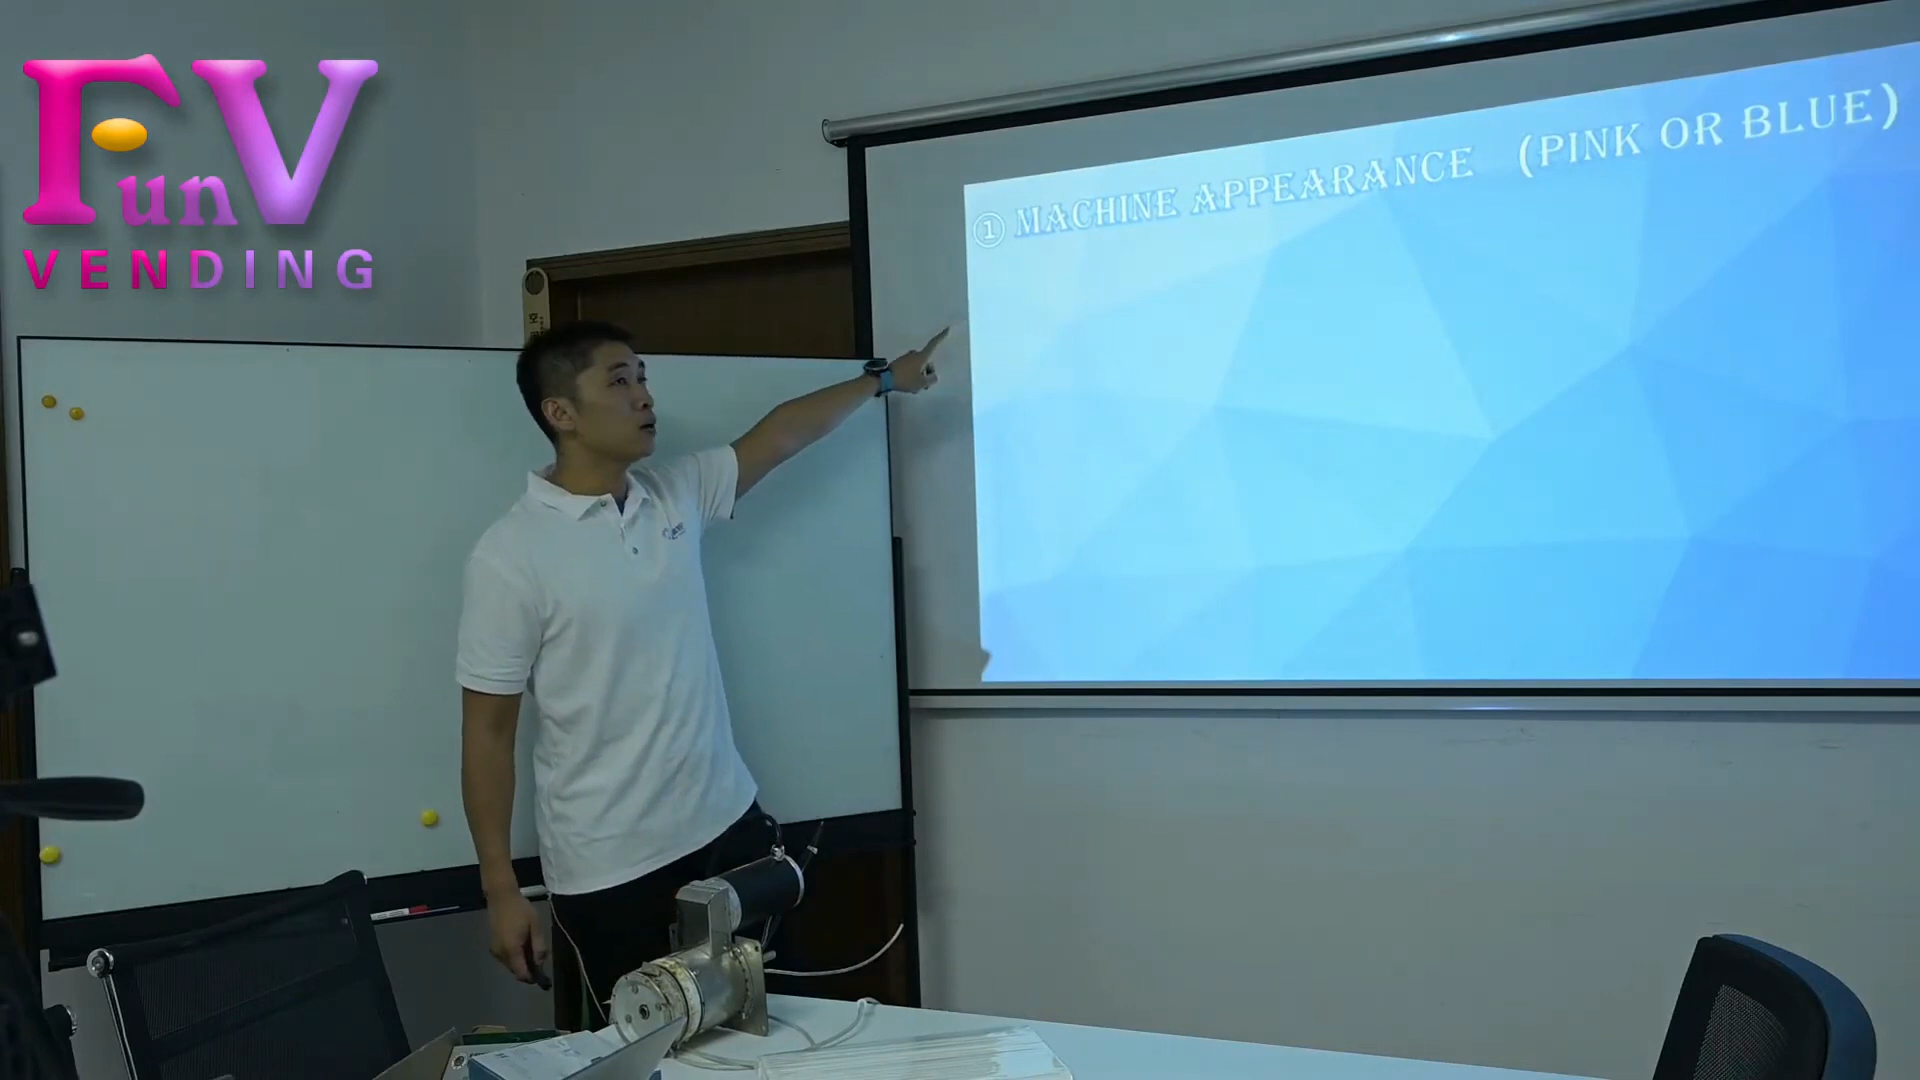 FunV
VENDING
① MACHINE APPEARANCE (PINK OR BLUE)